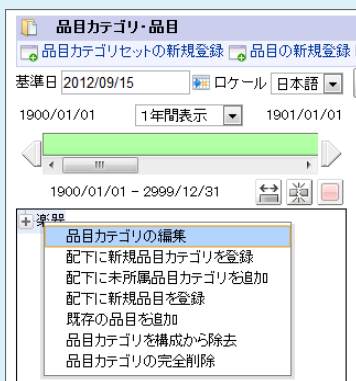 品目カテゴリ・品目
品目カテゴリセットの新規登録 品目の新規登録
基準日 2012/09/15 ロケール 日本語
1900/01/01 1年間表示 1901/01/01
1900/01/01 - 2999/12/31
楽器
品目カテゴリの編集
配下に新規品目カテゴリを登録
配下に未所属品目カテゴリを追加
配下に新規品目を登録
既存の品目を追加
品目カテゴリを構成から除去
品目カテゴリの完全削除